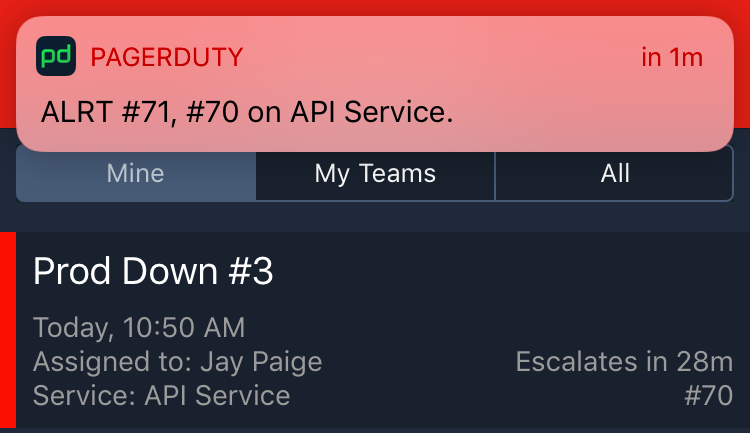 pd PAGERDUTY in 1m
ALRT #71, #70 on API Service.
Mine My Teams All
Prod Down #3
Today, 10:50 AM
Assigned to: Jay Paige Escalates in 28m
Service: API Service #70